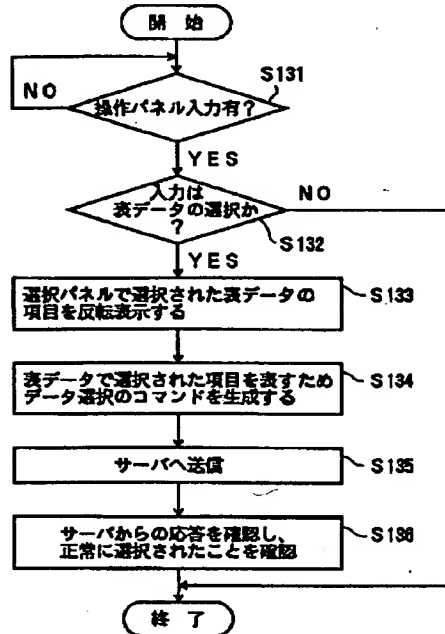 開 始
S131
NO
操作パネル入力有?
YES
入力は
NO
表データの選択か
?
S132
YES
選択パネルで選択された表データの
項目を反転表示する
S133
表データで選択された項目を表すため
データ選択のコマンドを生成する
S134
サーバへ送信
S135
サーバからの応答を確認し、
正常に選択されたことを確認
S136
終 了